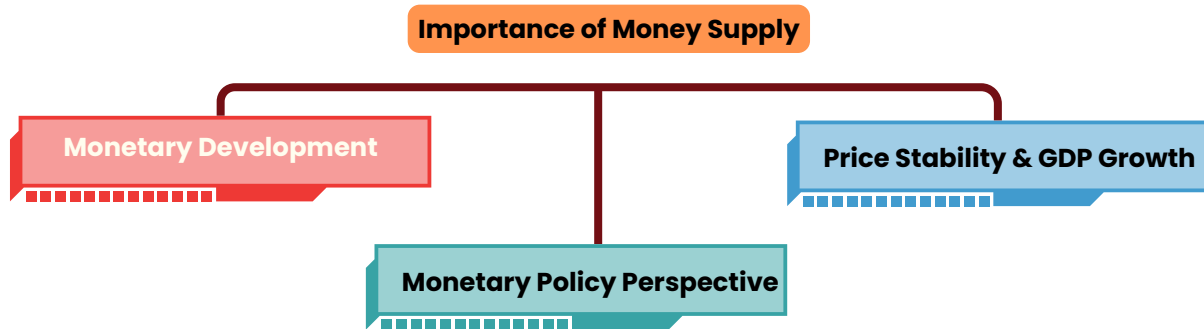 Importance of Money Supply
Monetary Development
Price Stability & GDP Growth
Monetary Policy Perspective